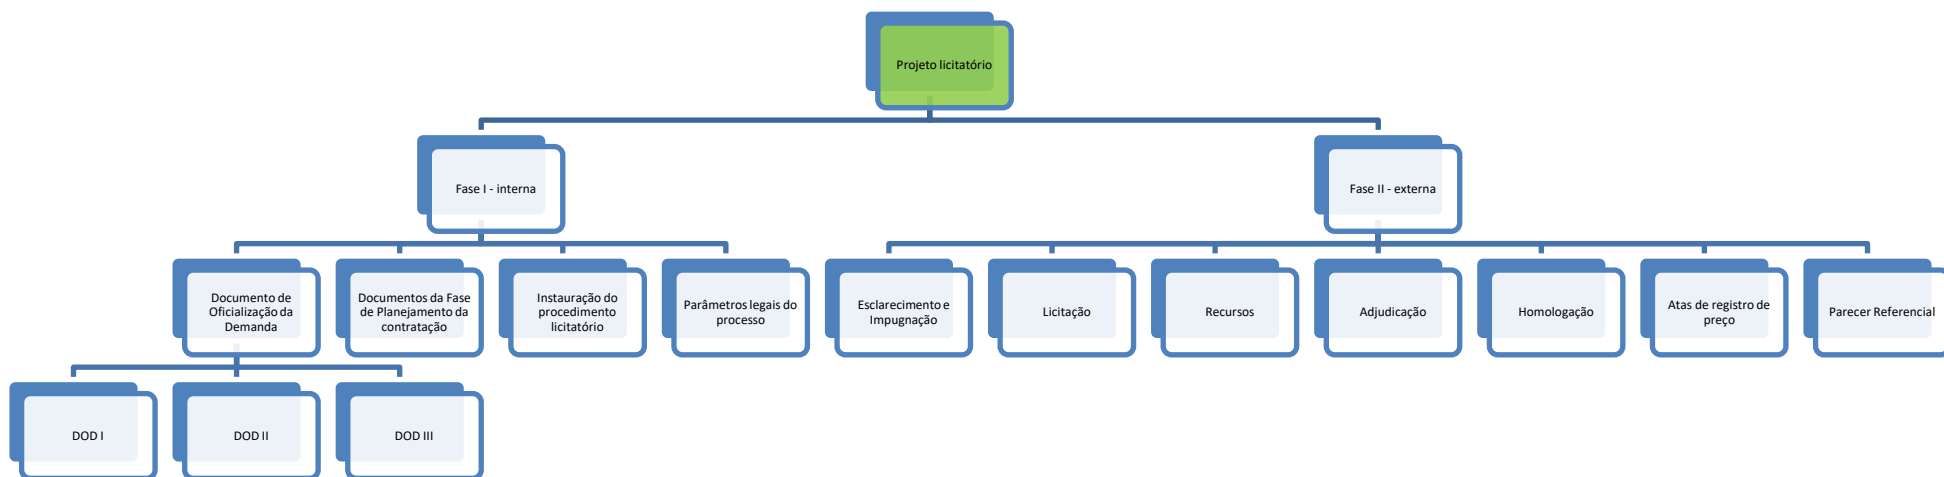 Projeto licitatório
Fase I - interna
Fase II - externa
Documento de
Oficialização da
Demanda
Documentos da Fase
de Planejamento da
contratação
Instauração do
procedimento
licitatório
Parâmetros legais do
processo
Esclarecimento e
Impugnação
Licitação
Recursos
Adjudicação
Homologação
Atas de registro de
preço
Parecer Referencial
DOD I
DOD II
DOD III